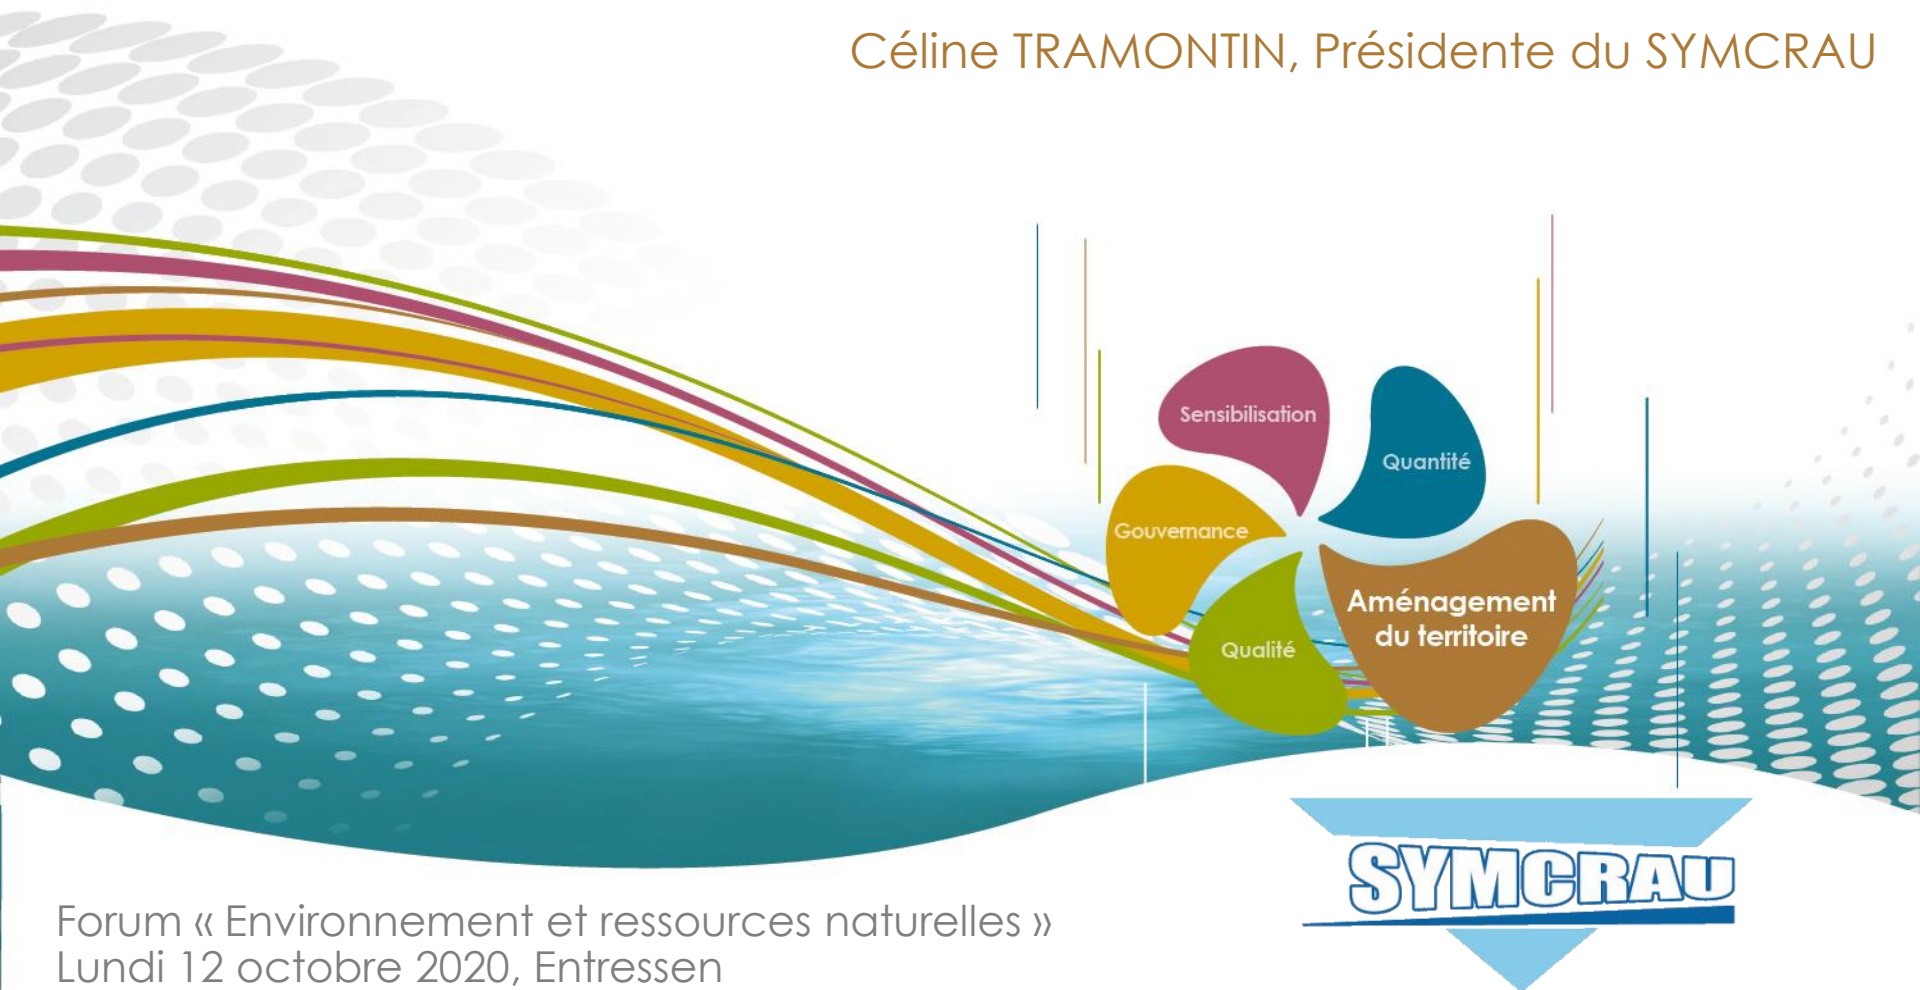 Céline TRAMONTIN, Présidente du SYMCRAU
Sensibilisation
Quantité
Gouvernance
Aménagement
du territoire
Qualité
SYMCRAU
Forum « Environnement et ressources naturelles »
Lundi 12 octobre 2020, Entressen